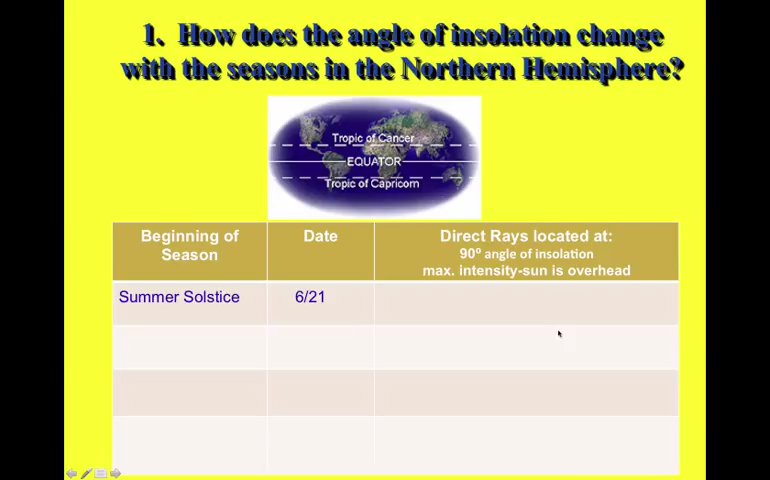 1. How does the angle of insolation change
with the seasons in the Northern Hemisphere?
Tropic of Cancer
EQUATOR
Tropic of Capricorn
Beginning of
Season
Date
Direct Rays located at:
90º angle of insolation
max. intensity-sun is overhead
Summer Solstice
6/21